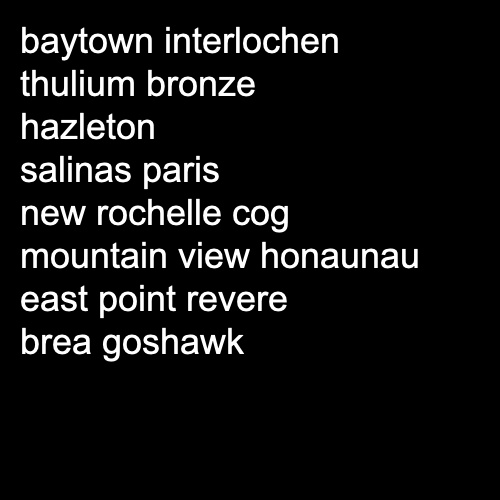 baytown interlochen
thulium bronze
hazleton
salinas paris
new rochelle cog
mountain view honaunau
east point revere
brea goshawk